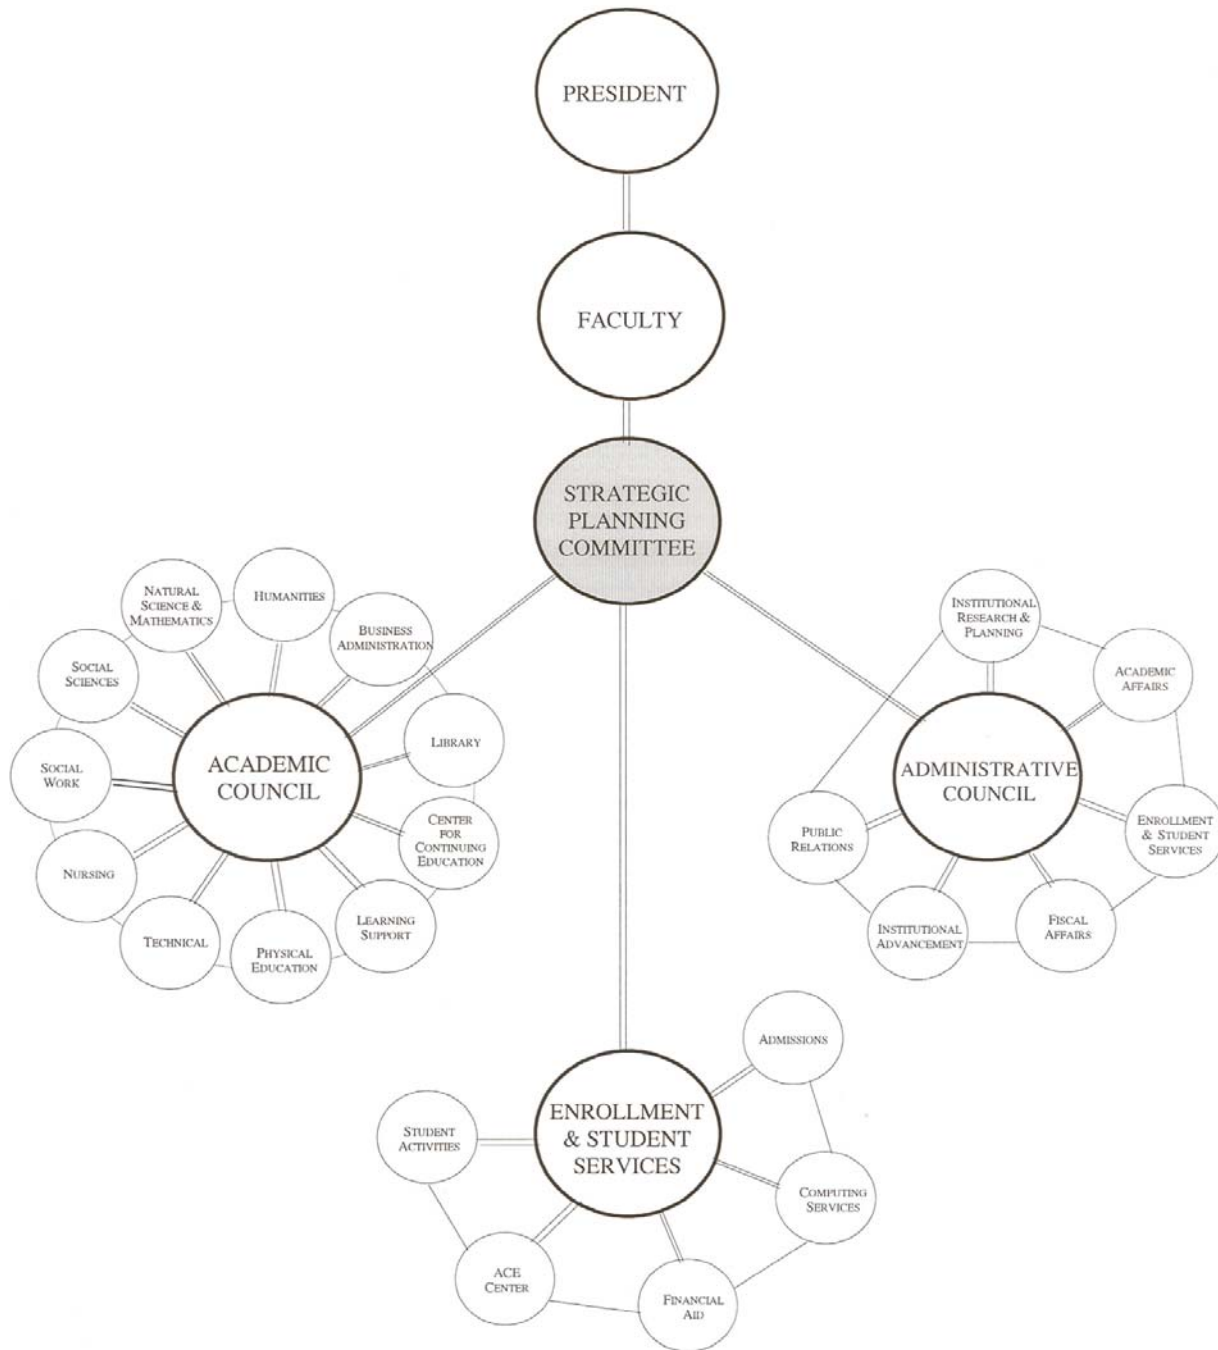 PRESIDENT
FACULTY
STRATEGIC
PLANNING
COMMITTEE
NATURAL
SCIENCE &
MATHEMATICS
HUMANITIES
BUSINESS
ADMINISTRATION
SOCIAL
SCIENCES
LIBRARY
SOCIAL
WORK
ACADEMIC
COUNCIL
CENTER
FOR
CONTINUING
EDUCATION
NURSING
LEARNING
SUPPORT
TECHNICAL
PHYSICAL
EDUCATION
INSTITUTIONAL
RESEARCH &
PLANNING
ACADEMIC
AFFAIRS
ADMINISTRATIVE
COUNCIL
PUBLIC
RELATIONS
ENROLLMENT
& STUDENT
SERVICES
INSTITUTIONAL
ADVANCEMENT
FISCAL
AFFAIRS
ADMISSIONS
ENROLLMENT
& STUDENT
SERVICES
STUDENT
ACTIVITIES
COMPUTING
SERVICES
ACE
CENTER
FINANCIAL
AID